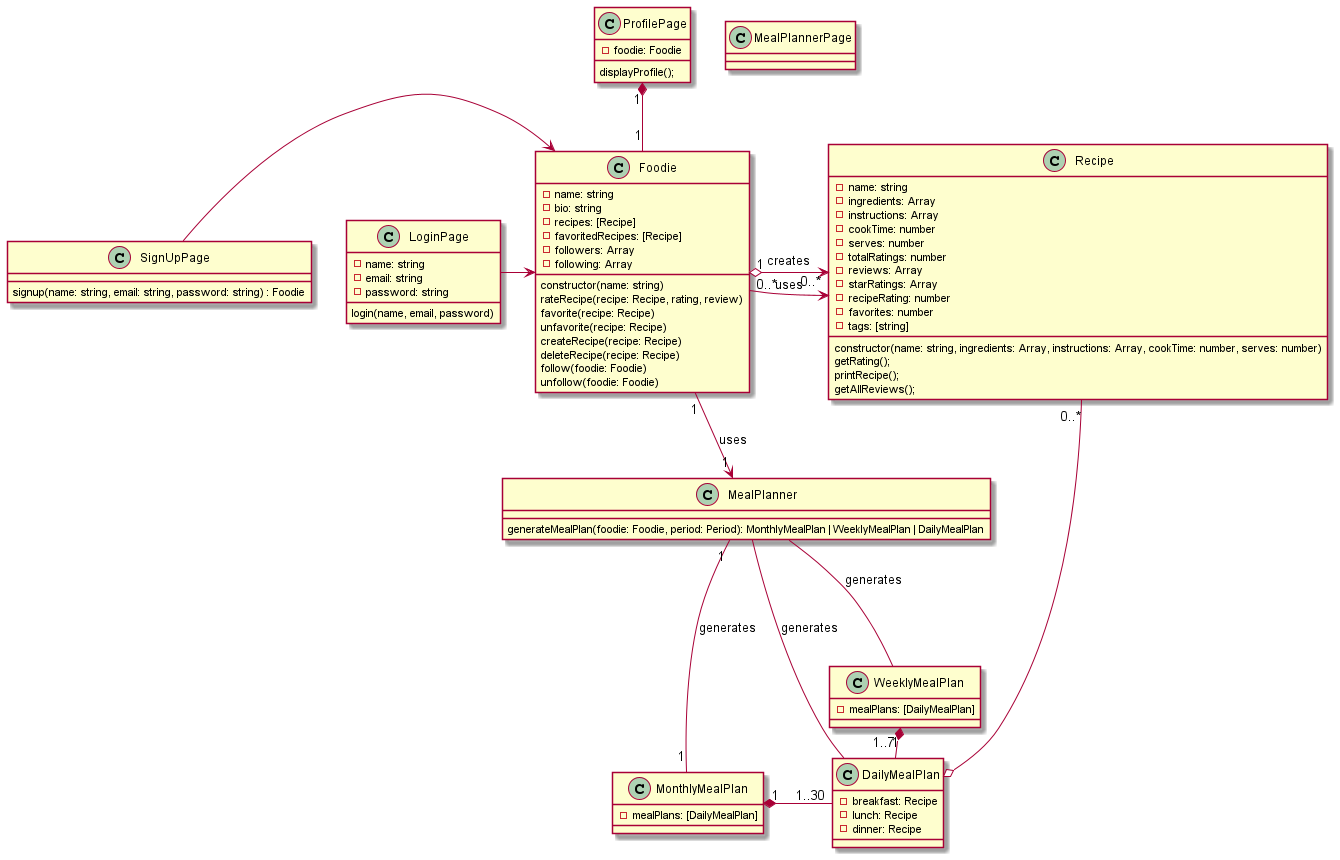 C ProfilePage
foodie: Foodie
displayProfile();
C MealPlannerPage
1
1
C SignUpPage
signup(name: string, email: string, password: string) : Foodie
C LoginPage
name: string
email: string
password: string
login(name, email, password)
C Foodie
name: string
bio: string
recipes: [Recipe]
favoritedRecipes: [Recipe]
followers: Array
following: Array
constructor(name: string)
rateRecipe(recipe: Recipe, rating, review)
favorite(recipe: Recipe)
unfavorite(recipe: Recipe)
createRecipe(recipe: Recipe)
deleteRecipe(recipe: Recipe)
follow(foodie: Foodie)
unfollow(foodie: Foodie)
1 creates
0..*
0..* uses
C Recipe
name: string
ingredients: Array
instructions: Array
cookTime: number
serves: number
totalRatings: number
reviews: Array
starRatings: Array
recipeRating: number
favorites: number
tags: [string]
constructor(name: string, ingredients: Array, instructions: Array, cookTime: number, serves: number)
getRating();
printRecipe();
getAllReviews();
1
0..*
uses
1
C MealPlanner
generateMealPlan(foodie: Foodie, period: Period): MonthlyMealPlan | WeeklyMealPlan | DailyMealPlan
1
generates
generates
generates
C WeeklyMealPlan
mealPlans: [DailyMealPlan]
1
1..7
1
C MonthlyMealPlan
mealPlans: [DailyMealPlan]
1
1..30
C DailyMealPlan
breakfast: Recipe
lunch: Recipe
dinner: Recipe